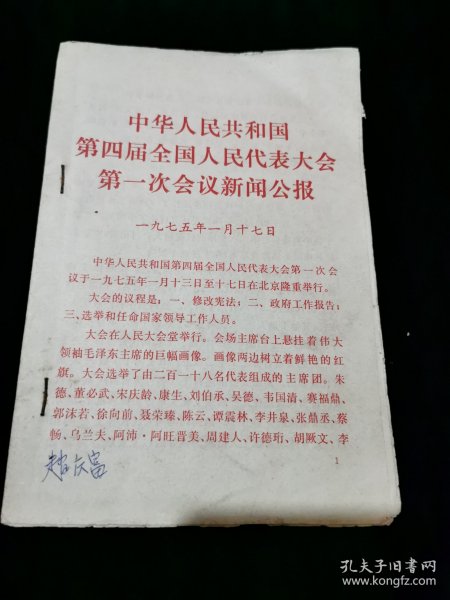 中华人民共和国
第四届全国人民代表大会
第一次会议新闻公报
一九七五年一月十七日
中华人民共和国第四届全国人民代表大会第一次会
议于一九七五年一月十三日至十七日在北京隆重举行。
大会的议程是：一、修改宪法；二、政府工作报告；
三、选举和任命国家领导工作人员。
大会在人民大会堂举行。会场主席台上悬挂着伟大
领袖毛泽东主席的巨幅画像。画像两边树立着鲜艳的红
旗。大会选举了由二百一十八名代表组成的主席团。朱
德、董必武、宋庆龄、康生、刘伯承、吴德、韦国清、赛福鼎、
郭沫若、徐向前、聂荣臻、陈云、谭震林、李井泉、张鼎丞、蔡
畅、乌兰夫、阿沛·阿旺晋美、周建人、许德珩、胡厥文、李
1
孔夫子旧书网
www.kongfz.com